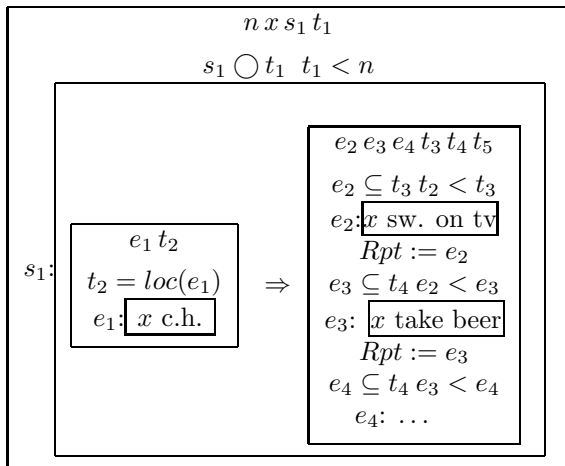 n x s₁ t₁
s₁ ◯ t₁ t₁ < n
s₁:
e₁ t₂
t₂ = loc(e₁)
e₁: x c.h.
⇒
e₂ e₃ e₄ t₃ t₄ t₅
e₂ ⊆ t₃ t₂ < t₃
e₂: x sw. on tv
Rpt := e₂
e₃ ⊆ t₄ e₂ < e₃
e₃: x take beer
Rpt := e₃
e₄ ⊆ t₄ e₃ < e₄
e₄: …